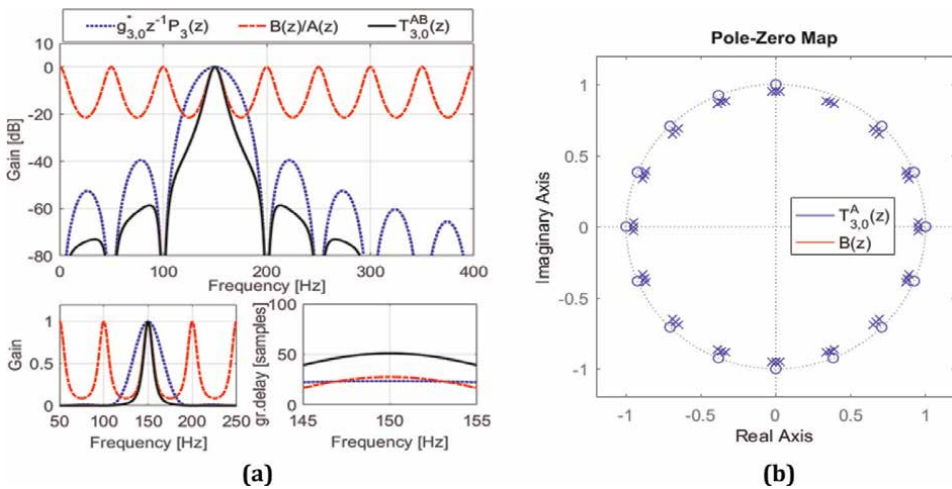 g*3,0z-1P3(z) B(z)/A(z) TAB3,0(z)
Gain [dB]
10
0
-20
-40
-60
-80
0 100 200 300 400
Frequency [Hz]
Gain
1
0.5
0
50 100 150 200 250
Frequency [Hz]
gr.delay [samples]
100
50
0
145 150 155
Frequency [Hz]
(a)
Pole-Zero Map
Imaginary Axis
1
0.5
0
-0.5
-1
TA3,0(z)
B(z)
-1 -0.5 0 0.5 1
Real Axis
(b)